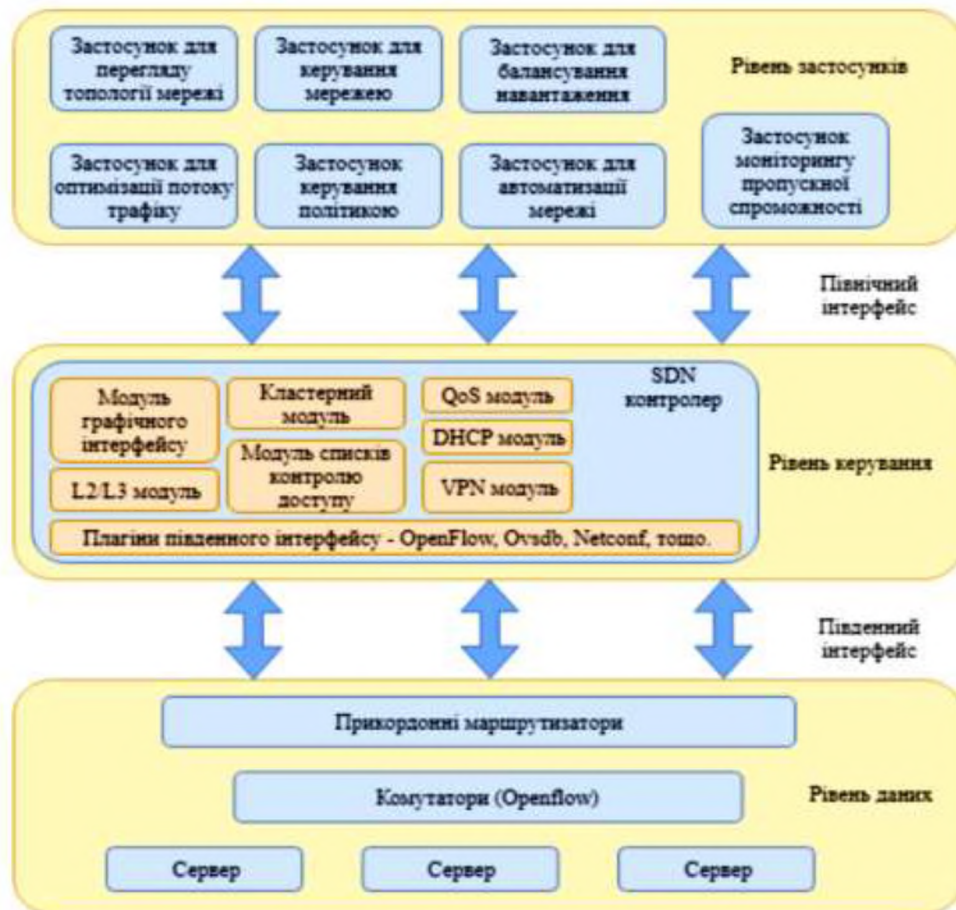 Застосунок для
перегляду
топології мережі
Застосунок для
керування
мережею
Застосунок для
балансування
навантаження
Рівень застосунків
Застосунок для
оптимізації потоку
трафіку
Застосунок
керування
політикою
Застосунок для
автоматизації
мережі
Застосунок
моніторингу
пропускної
спроможності
Північний
інтерфейс
Модуль
графічного
інтерфейсу
Кластерний
модуль
QoS модуль
SDN
контролер
DHCP модуль
Модуль списків
контролю
доступу
L2/L3 модуль
VPN модуль
Рівень керування
Плагіни південного інтерфейсу - OpenFlow, Ovsdb, Netconf, тощо.
Південний
інтерфейс
Прикордонні маршрутизатори
Комутатори (Openflow)
Рівень даних
Сервер
Сервер
Сервер